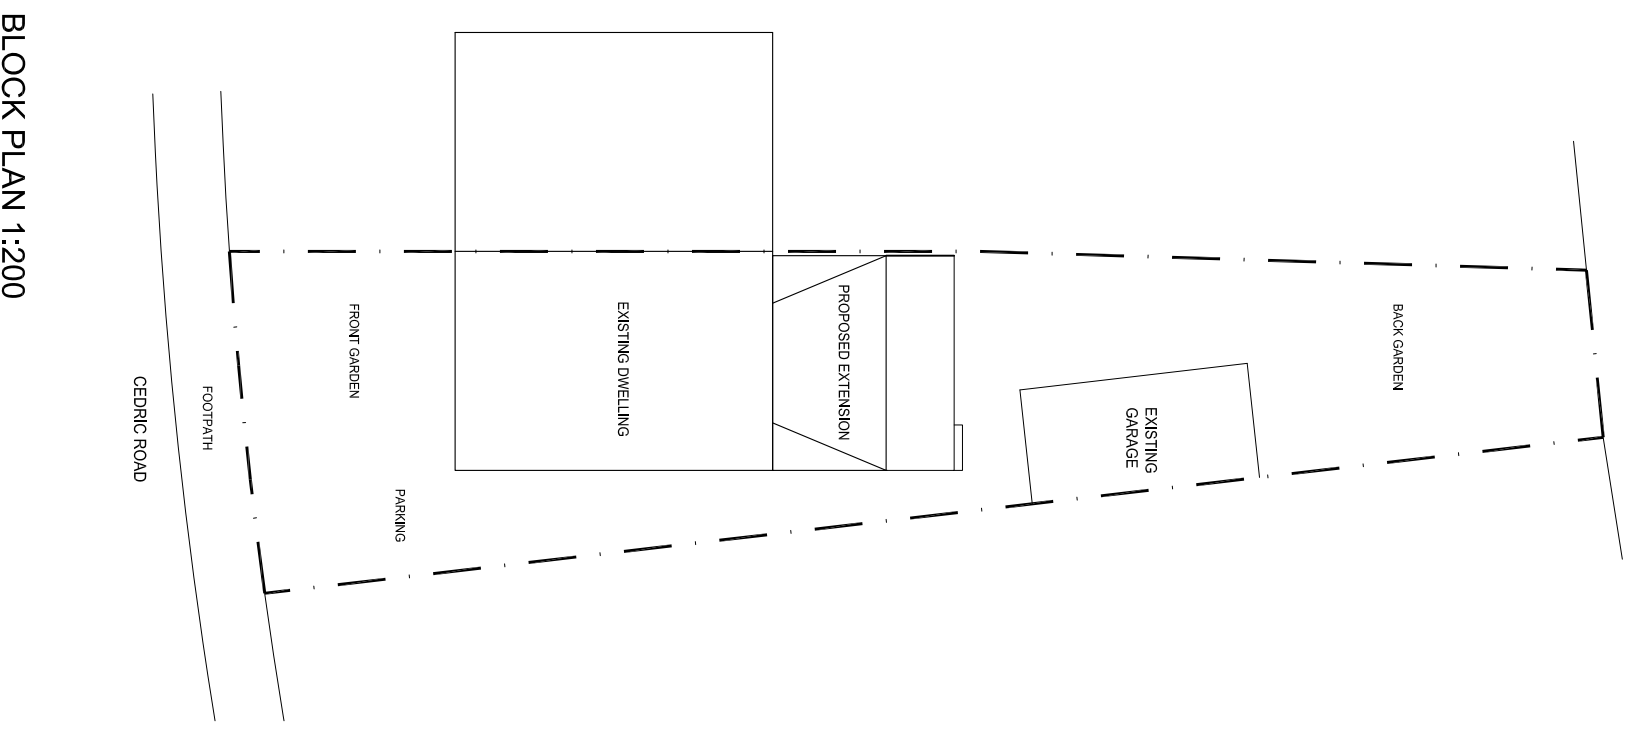 BLOCK PLAN 1:200
CEDRIC ROAD
FOOTPATH
FRONT GARDEN
PARKING
EXISTING DWELLING
PROPOSED EXTENSION
EXISTING
GARAGE
BACK GARDEN